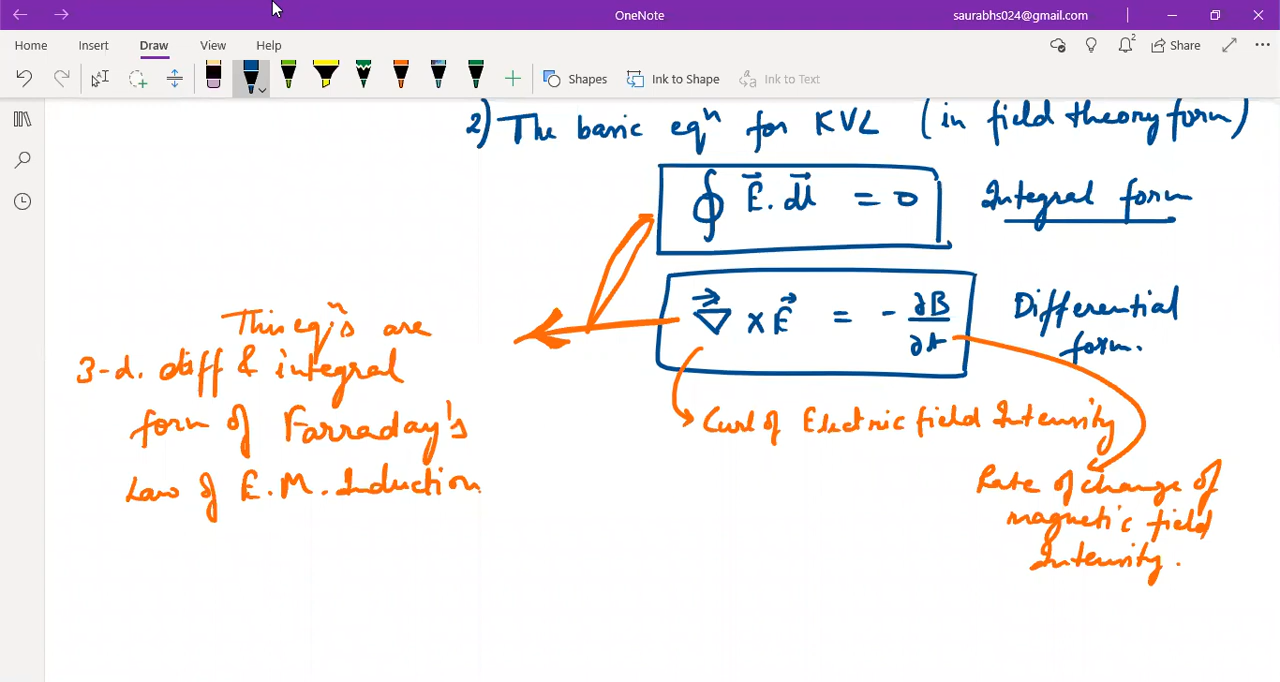 OneNote
saurabhs024@gmail.com
Home Insert Draw View Help
Share
Shapes Ink to Shape Ink to Text
2) The basic eqⁿ for KVL (in field theory form)
∮ E⃗ . dl⃗ = 0 Integral form
∇⃗ × E⃗ = - ∂B/∂t Differential
form.
This eqⁿs are
3-d. diff & integral
form of Farraday's
Law of E.M. Induction
Curl of Electric field Intensity
Rate of change of
magnetic field
Intensity.